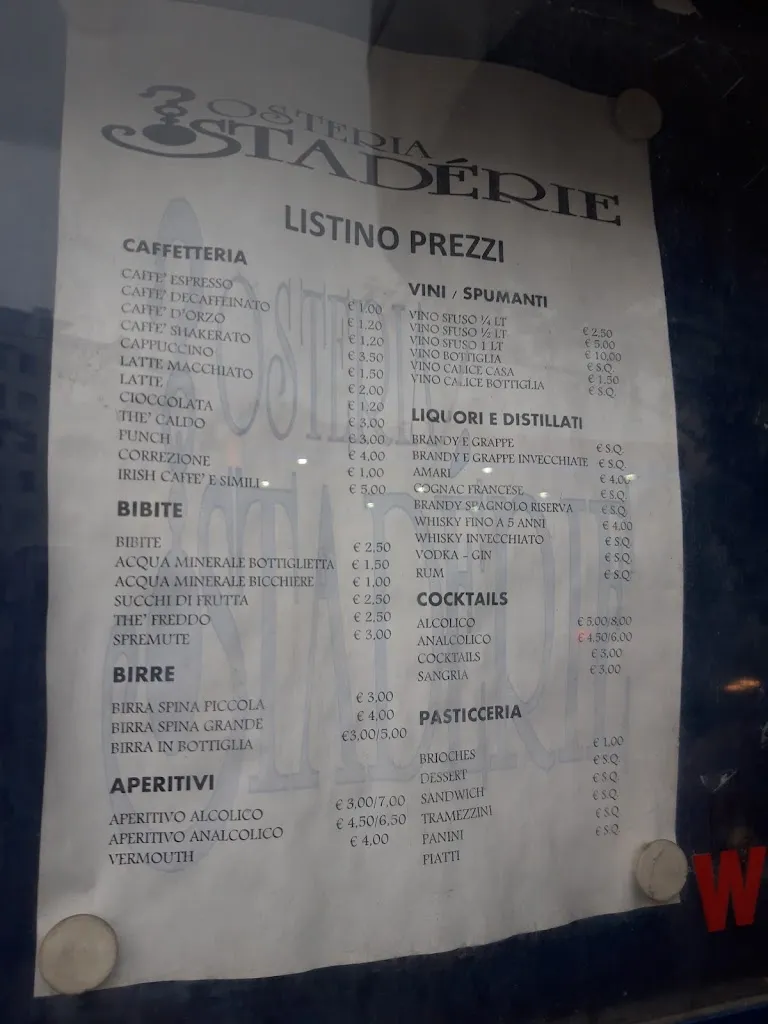 OSTERIA
STADÉRIE
LISTINO PREZZI
CAFFETTERIA
CAFFE' ESPRESSO € 1,00
CAFFE' DECAFFEINATO € 1,20
CAFFE' D'ORZO € 1,20
CAFFE' SHAKERATO € 3,50
CAPPUCCINO € 1,50
LATTE MACCHIATO € 2,00
LATTE € 1,20
CIOCCOLATA € 3,00
THE' CALDO € 3,00
PUNCH € 4,00
CORREZIONE € 1,00
IRISH CAFFE' E SIMILI € 5,00
BIBITE
BIBITE € 2,50
ACQUA MINERALE BOTTIGLIETTA € 1,50
ACQUA MINERALE BICCHIERE € 1,00
SUCCHI DI FRUTTA € 2,50
THE' FREDDO € 2,50
SPREMUTE € 3,00
BIRRE
BIRRA SPINA PICCOLA € 3,00
BIRRA SPINA GRANDE € 4,00
BIRRA IN BOTTIGLIA €3,00/5,00
APERITIVI
APERITIVO ALCOLICO € 3,00/7,00
APERITIVO ANALCOLICO € 4,50/6,50
VERMOUTH € 4,00
VINI / SPUMANTI
VINO SFUSO ¼ LT € 2,50
VINO SFUSO ½ LT € 5,00
VINO SFUSO 1 LT € 10,00
VINO BOTTIGLIA € S.Q.
VINO CALICE CASA € 1,50
VINO CALICE BOTTIGLIA € S.Q.
LIQUORI E DISTILLATI
BRANDY E GRAPPE € S.Q.
BRANDY E GRAPPE INVECCHIATE € S.Q.
AMARI € 4,00
COGNAC FRANCESE € S.Q.
BRANDY SPAGNOLO RISERVA € S.Q.
WHISKY FINO A 5 ANNI € 4,00
WHISKY INVECCHIATO € S.Q.
VODKA – GIN € S.Q.
RUM € S.Q.
COCKTAILS
ALCOLICO € 5,00/8,00
ANALCOLICO € 4,50/6,00
COCKTAILS € 3,00
SANGRIA € 3,00
PASTICCERIA
BRIOCHES € 1,00
DESSERT € S.Q.
SANDWICH € S.Q.
TRAMEZZINI € S.Q.
PANINI € S.Q.
PIATTI € S.Q.
W